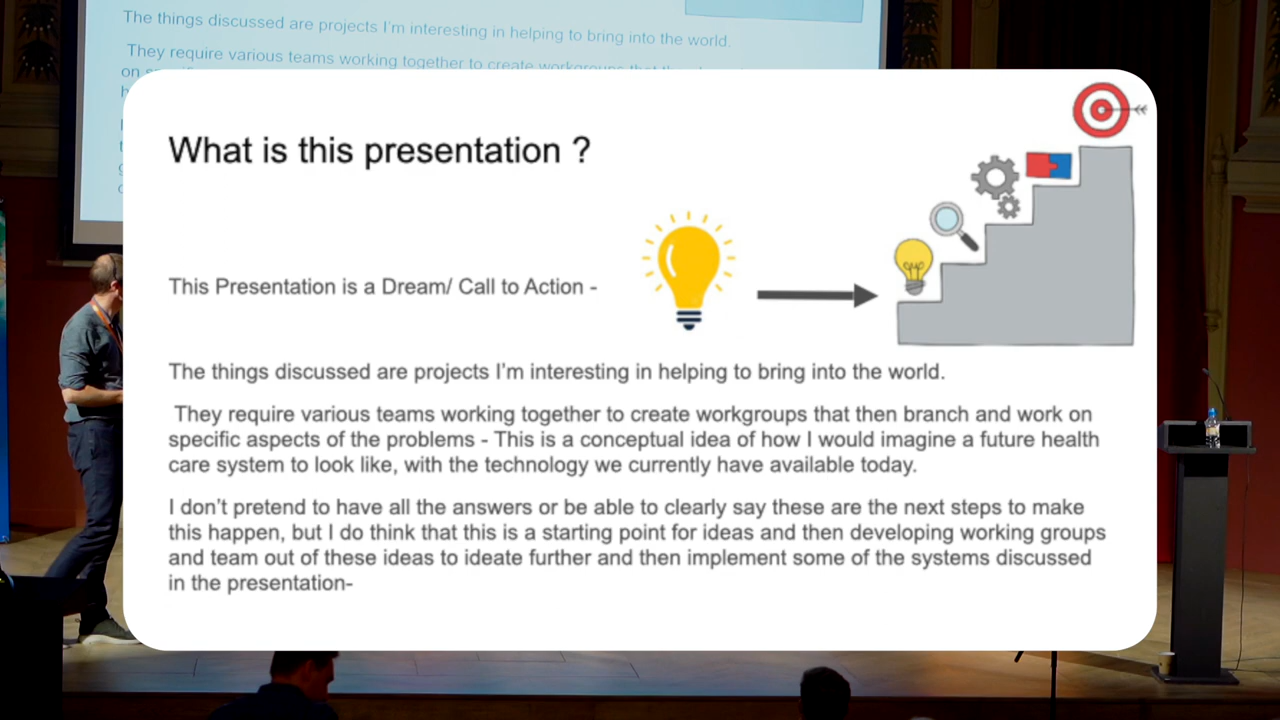 The things discussed are projects I'm interesting in helping to bring into the world.
They require various teams working together to create workgroups that
on
What is this presentation ?
This Presentation is a Dream/ Call to Action -
The things discussed are projects I'm interesting in helping to bring into the world.
They require various teams working together to create workgroups that then branch and work on
specific aspects of the problems - This is a conceptual idea of how I would imagine a future health
care system to look like, with the technology we currently have available today.
I don't pretend to have all the answers or be able to clearly say these are the next steps to make
this happen, but I do think that this is a starting point for ideas and then developing working groups
and team out of these ideas to ideate further and then implement some of the systems discussed
in the presentation-